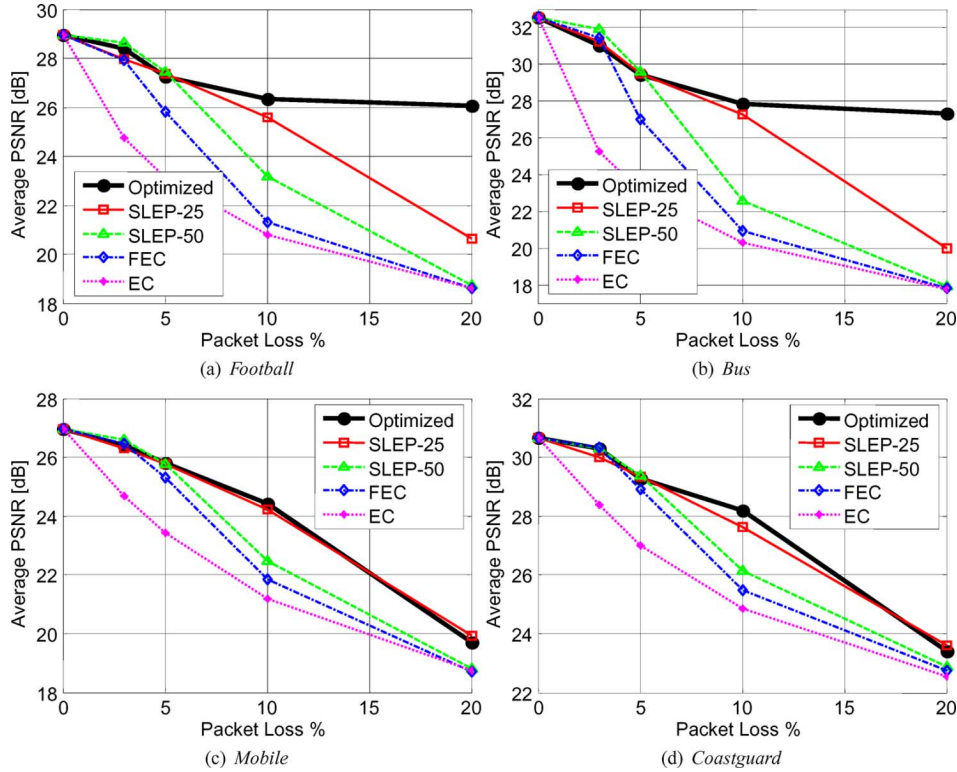 30
28
26
24
22
20
18
Average PSNR [dB]
Optimized
SLEP-25
SLEP-50
FEC
EC
0 5 10 15 20
Packet Loss %
(a) Football
32
30
28
26
24
22
20
18
Average PSNR [dB]
Optimized
SLEP-25
SLEP-50
FEC
EC
0 5 10 15 20
Packet Loss %
(b) Bus
28
26
24
22
20
18
Average PSNR [dB]
Optimized
SLEP-25
SLEP-50
FEC
EC
0 5 10 15 20
Packet Loss %
(c) Mobile
32
30
28
26
24
22
Average PSNR [dB]
Optimized
SLEP-25
SLEP-50
FEC
EC
0 5 10 15 20
Packet Loss %
(d) Coastguard